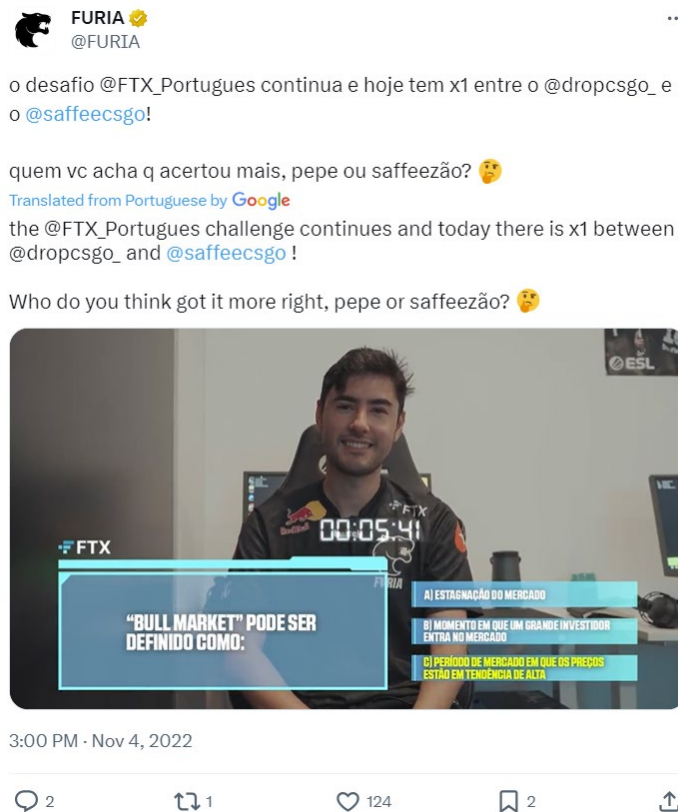 FURIA
@FURIA
o desafio @FTX_Portugues continua e hoje tem x1 entre o @dropcsgo_ e
o @saffeecsgo!
quem vc acha q acertou mais, pepe ou saffeezão? 🤔
Translated from Portuguese by Google
the @FTX_Portugues challenge continues and today there is x1 between
@dropcsgo_ and @saffeecsgo !
Who do you think got it more right, pepe or saffeezão? 🤔
ESL
FTX
Red Bull
00:05:41
FURIA
FTX
"BULL MARKET" PODE SER
DEFINIDO COMO:
A) ESTAGNAÇÃO DO MERCADO
B) MOMENTO EM QUE UM GRANDE INVESTIDOR
ENTRA NO MERCADO
C) PERÍODO DE MERCADO EM QUE OS PREÇOS
ESTÃO EM TENDÊNCIA DE ALTA
3:00 PM · Nov 4, 2022
2
1
124
2